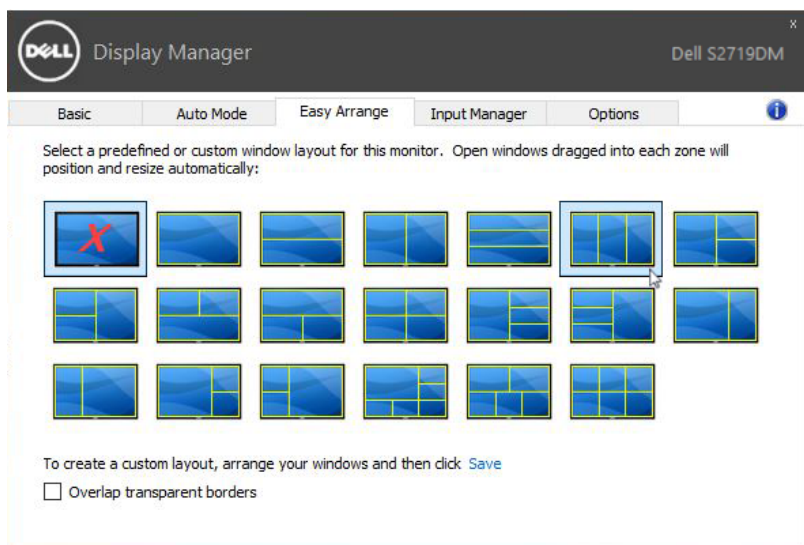 DELL
Display Manager
x
Dell S2719DM
Basic
Auto Mode
Easy Arrange
Input Manager
Options
i
Select a predefined or custom window layout for this monitor. Open windows dragged into each zone will
position and resize automatically:
X
To create a custom layout, arrange your windows and then click Save
Overlap transparent borders